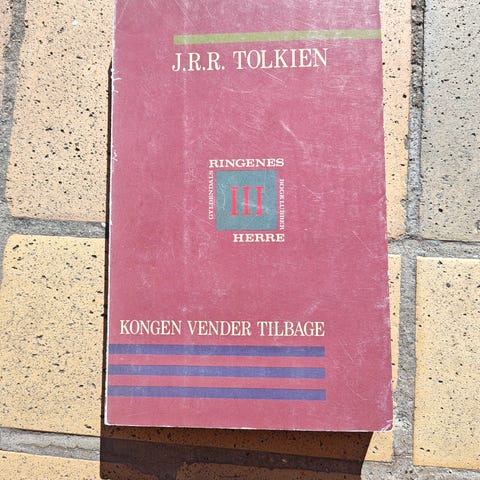 J.R.R. TOLKIEN
RINGENES
GYLDENDALS
III
BOGKLUBBER
HERRE
KONGEN VENDER TILBAGE